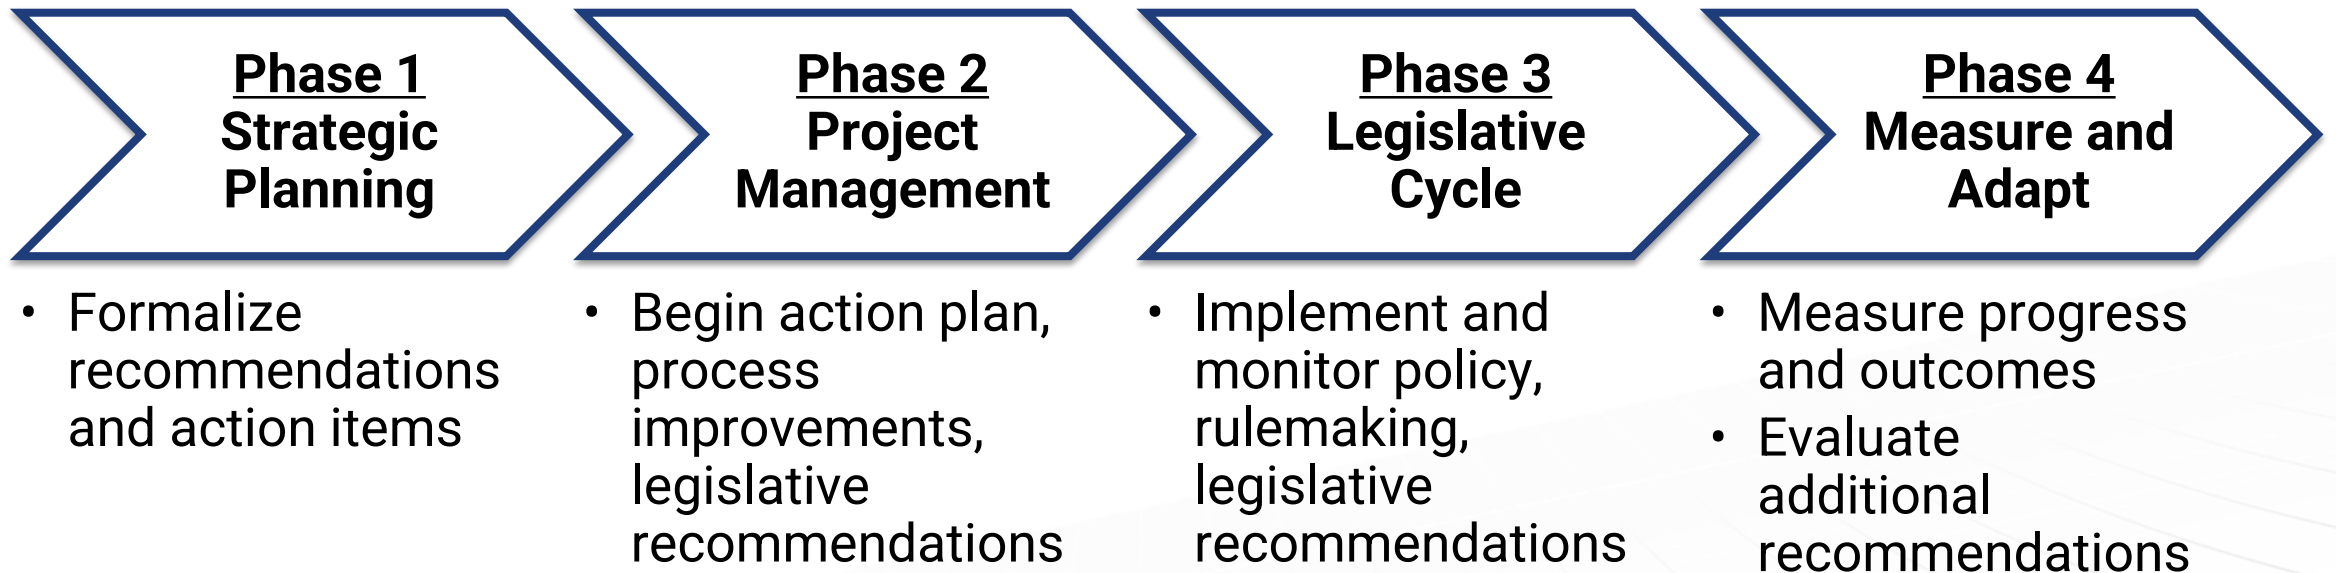 Phase 1
Strategic
Planning
• Formalize
recommendations
and action items
Phase 2
Project
Management
• Begin action plan,
process
improvements,
legislative
recommendations
Phase 3
Legislative
Cycle
• Implement and
monitor policy,
rulemaking,
legislative
recommendations
Phase 4
Measure and
Adapt
• Measure progress
and outcomes
• Evaluate
additional
recommendations